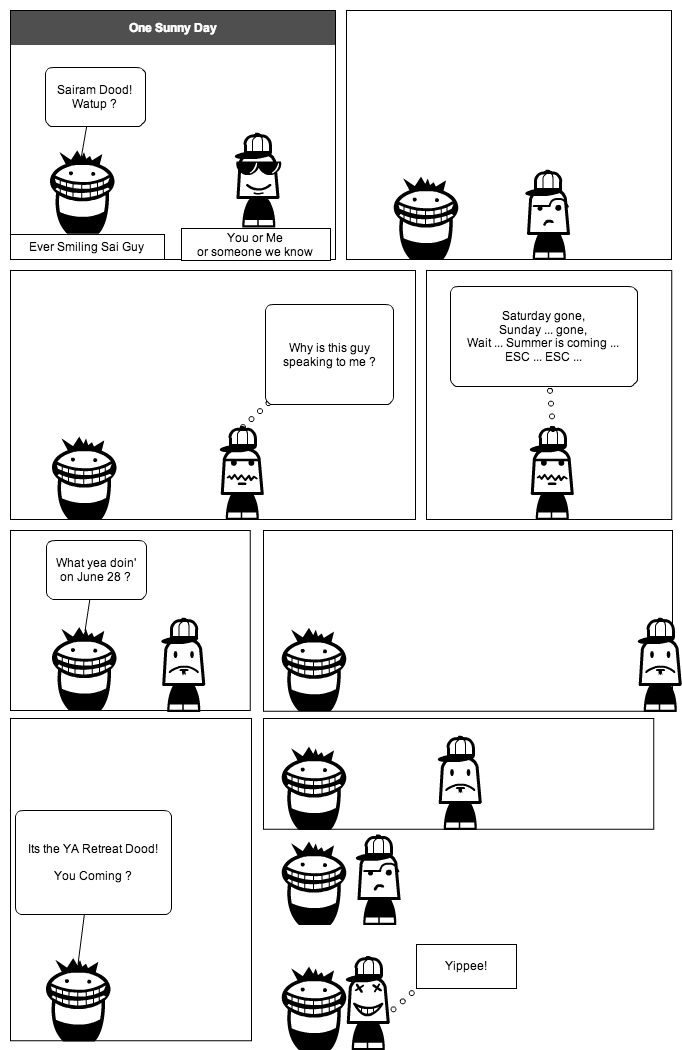 One Sunny Day
Sairam Dood!
Watup ?
Ever Smiling Sai Guy
You or Me
or someone we know
Why is this guy
speaking to me ?
Saturday gone,
Sunday ... gone,
Wait ... Summer is coming ...
ESC ... ESC ...
What yea doin'
on June 28 ?
Its the YA Retreat Dood!
You Coming ?
Yippee!